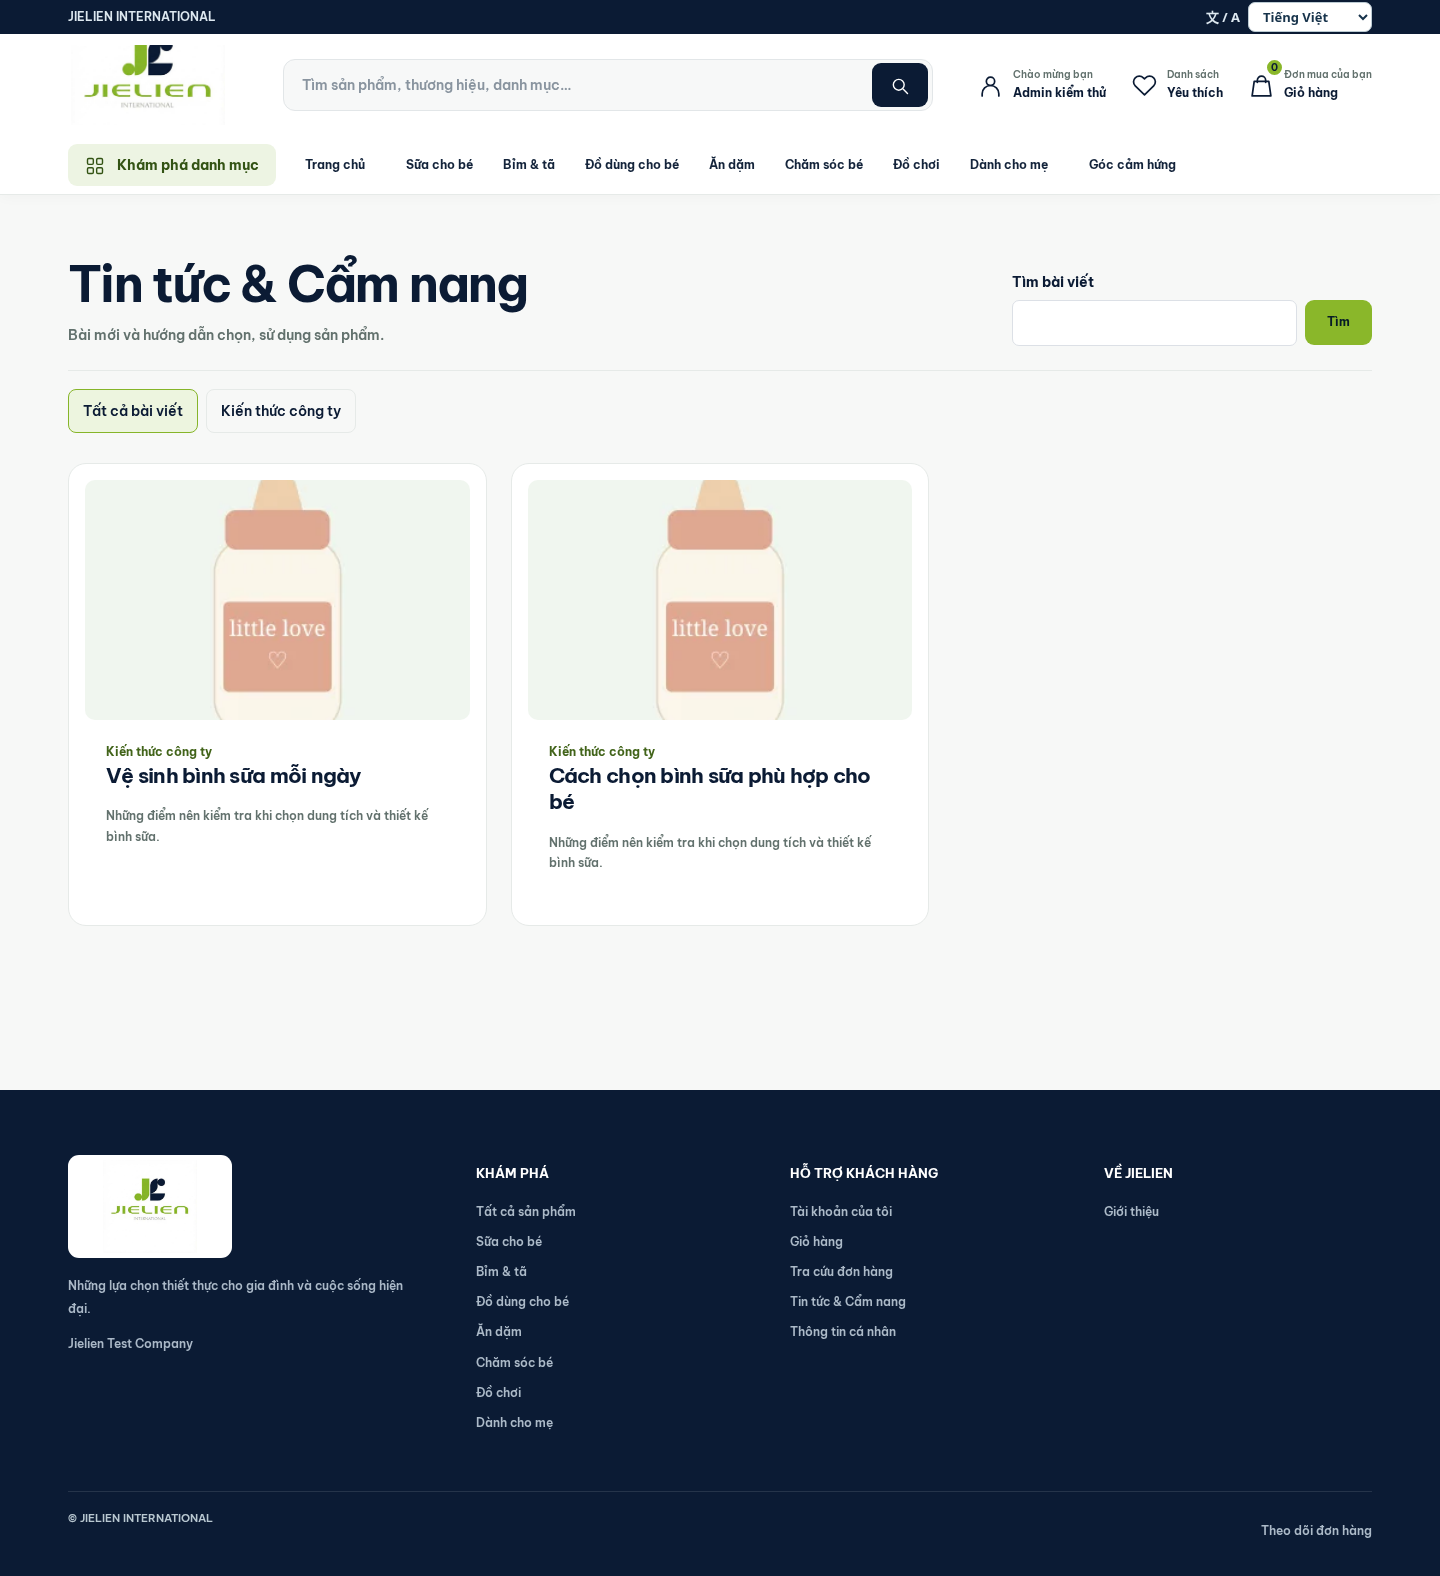 JIELIEN INTERNATIONAL
文 / A
Tiếng Việt
JIELIEN
INTERNATIONAL
Tìm sản phẩm, thương hiệu, danh mục...
Chào mừng bạn
Admin kiểm thử
Danh sách
Yêu thích
0
Đơn mua của bạn
Giỏ hàng
Khám phá danh mục
Trang chủ
Sữa cho bé
Bỉm & tã
Đồ dùng cho bé
Ăn dặm
Chăm sóc bé
Đồ chơi
Dành cho mẹ
Góc cảm hứng
Tin tức & Cẩm nang
Bài mới và hướng dẫn chọn, sử dụng sản phẩm.
Tìm bài viết
Tìm
Tất cả bài viết
Kiến thức công ty
little love
Kiến thức công ty
Vệ sinh bình sữa mỗi ngày
Những điểm nên kiểm tra khi chọn dung tích và thiết kế
bình sữa.
little love
Kiến thức công ty
Cách chọn bình sữa phù hợp cho
bé
Những điểm nên kiểm tra khi chọn dung tích và thiết kế
bình sữa.
JIELIEN
INTERNATIONAL
Những lựa chọn thiết thực cho gia đình và cuộc sống hiện
đại.
Jielien Test Company
KHÁM PHÁ
Tất cả sản phẩm
Sữa cho bé
Bỉm & tã
Đồ dùng cho bé
Ăn dặm
Chăm sóc bé
Đồ chơi
Dành cho mẹ
HỖ TRỢ KHÁCH HÀNG
Tài khoản của tôi
Giỏ hàng
Tra cứu đơn hàng
Tin tức & Cẩm nang
Thông tin cá nhân
VỀ JIELIEN
Giới thiệu
© JIELIEN INTERNATIONAL
Theo dõi đơn hàng